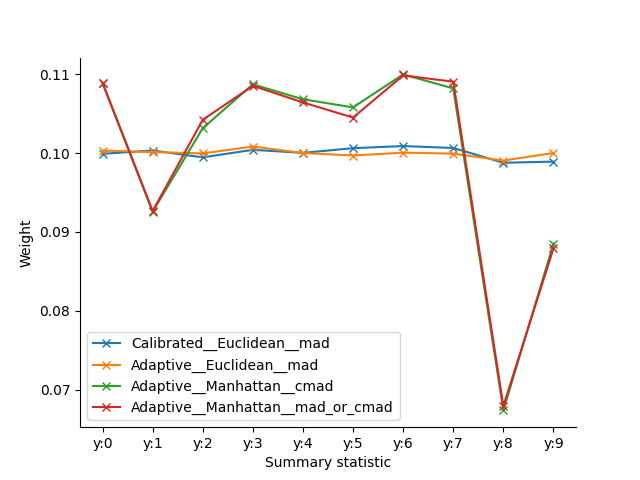 0.11
0.10
0.09
0.08
0.07
Weight
Calibrated__Euclidean__mad
Adaptive__Euclidean__mad
Adaptive__Manhattan__cmad
Adaptive__Manhattan__mad_or_cmad
y:0 y:1 y:2 y:3 y:4 y:5 y:6 y:7 y:8 y:9
Summary statistic